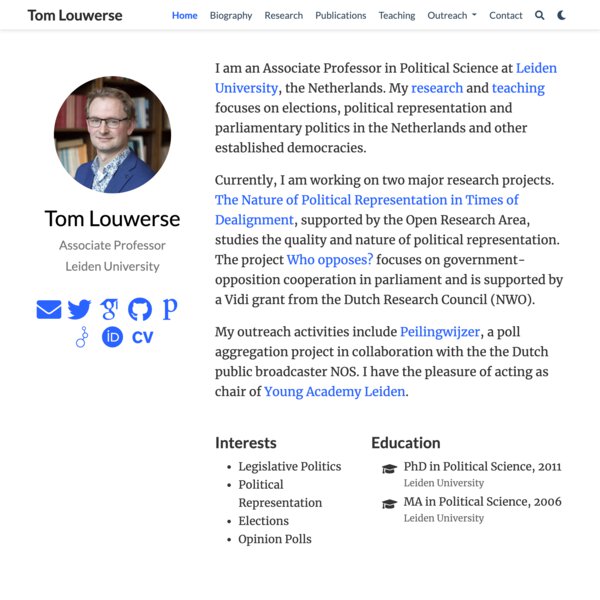 Tom Louwerse
Home Biography Research Publications Teaching Outreach Contact
I am an Associate Professor in Political Science at Leiden
University, the Netherlands. My research and teaching
focuses on elections, political representation and
parliamentary politics in the Netherlands and other
established democracies.
Currently, I am working on two major research projects.
The Nature of Political Representation in Times of
Dealignment, supported by the Open Research Area,
studies the quality and nature of political representation.
The project Who opposes? focuses on government-
opposition cooperation in parliament and is supported by
a Vidi grant from the Dutch Research Council (NWO).
My outreach activities include Peilingwijzer, a poll
aggregation project in collaboration with the the Dutch
public broadcaster NOS. I have the pleasure of acting as
chair of Young Academy Leiden.
Tom Louwerse
Associate Professor
Leiden University
iD CV
Interests
Legislative Politics
Political
Representation
Elections
Opinion Polls
Education
PhD in Political Science, 2011
Leiden University
MA in Political Science, 2006
Leiden University